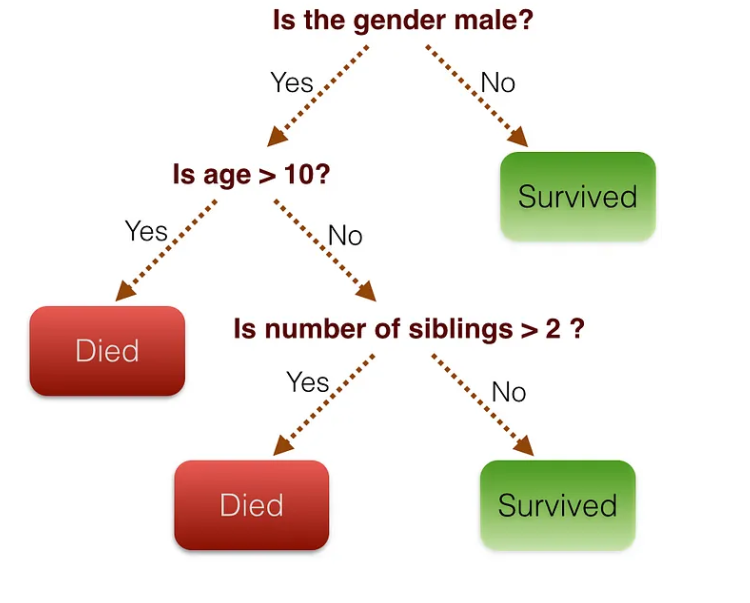 Is the gender male?
Yes
No
Is age > 10?
Survived
Yes
No
Died
Is number of siblings > 2 ?
Yes
No
Died
Survived